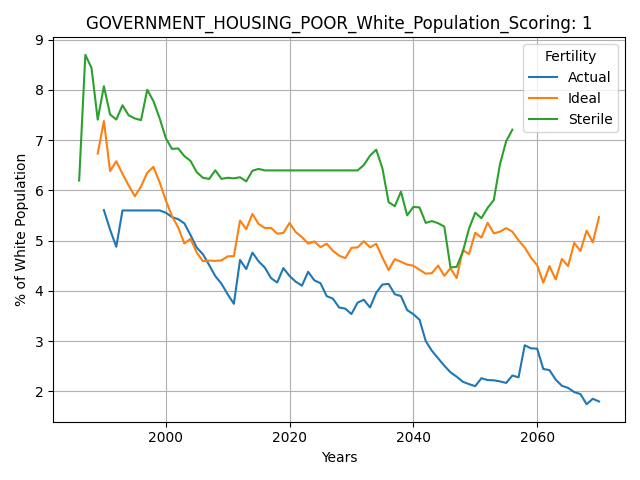 GOVERNMENT_HOUSING_POOR_White_Population_Scoring: 1
9
8
7
6
5
4
3
2
% of White Population
Fertility
Actual
Ideal
Sterile
2000 2020 2040 2060
Years